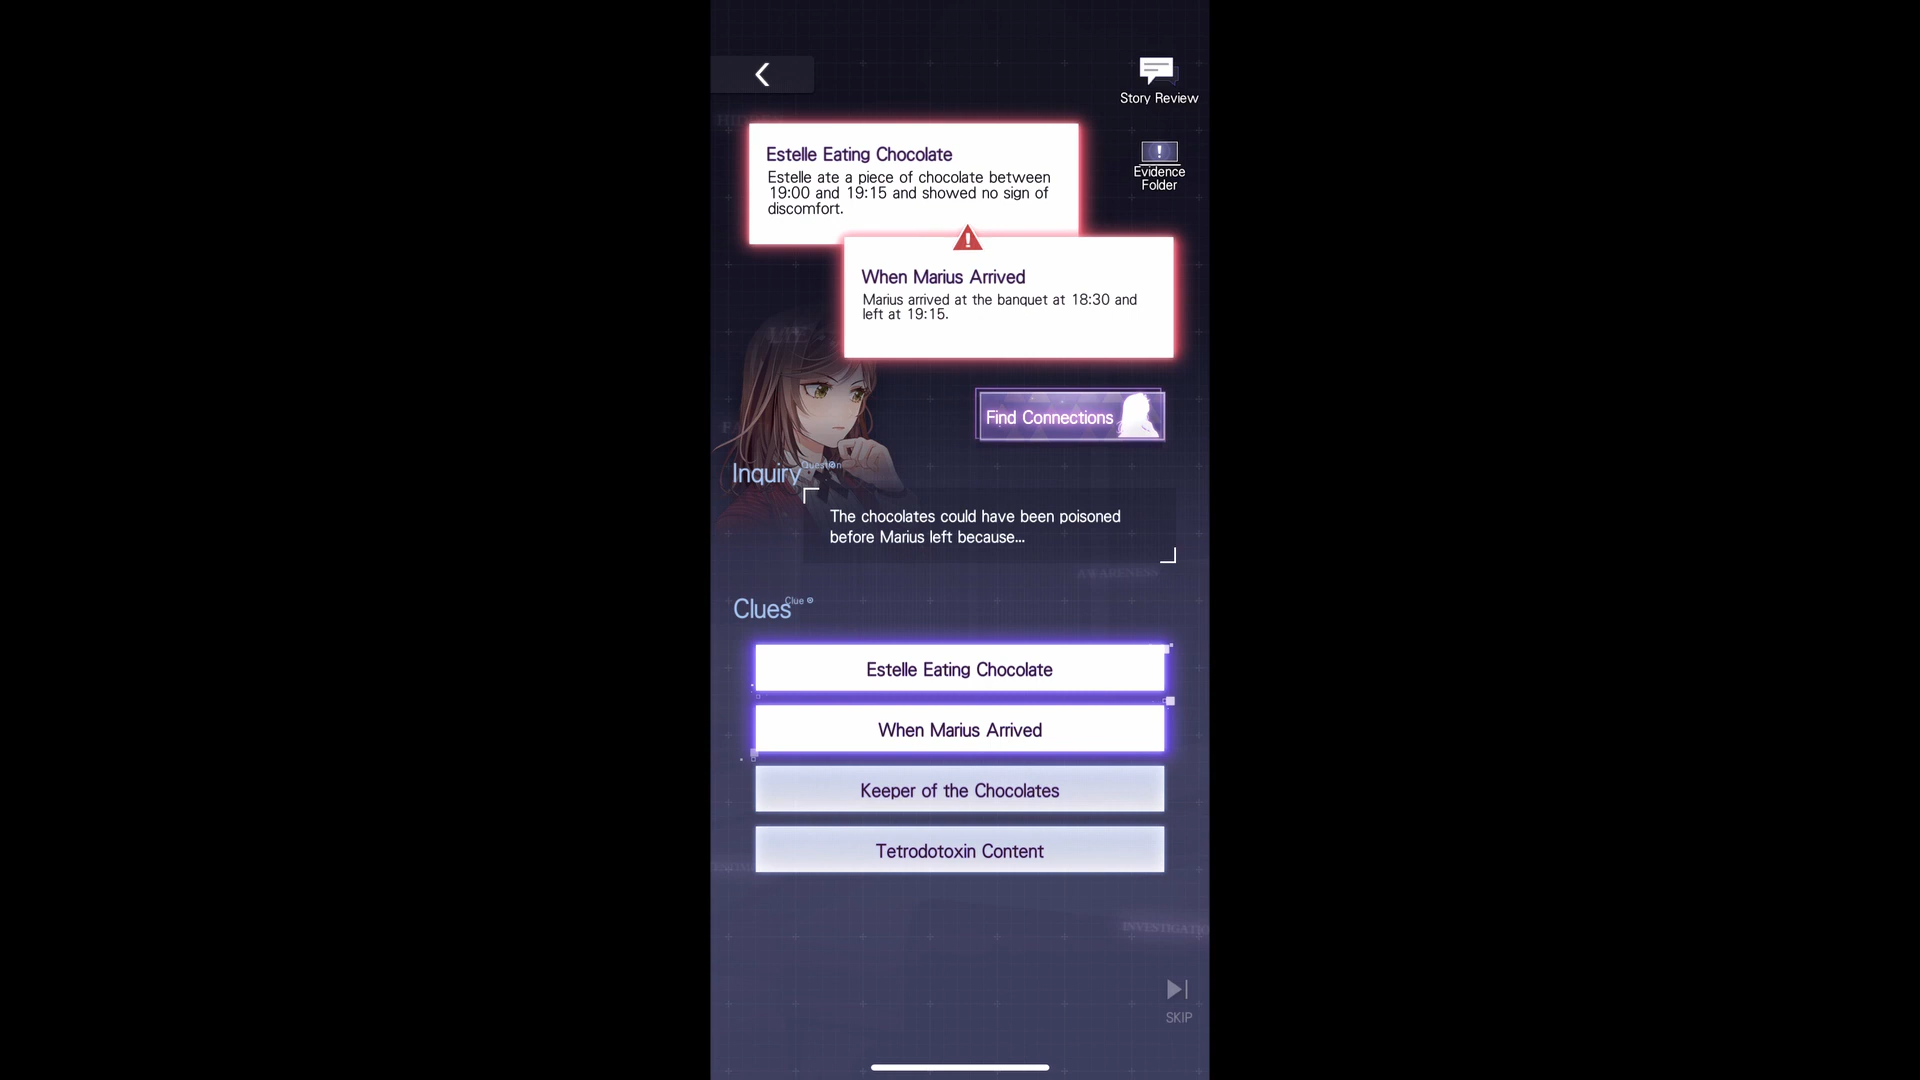 Story Review
Estelle Eating Chocolate
Estelle ate a piece of chocolate between
19:00 and 19:15 and showed no sign of
discomfort.
Evidence
Folder
When Marius Arrived
Marius arrived at the banquet at 18:30 and
left at 19:15.
LIE
Find Connections
Inquiry
Question
The chocolates could have been poisoned
before Marius left because...
AWARENESS
Clues
Clue
Estelle Eating Chocolate
When Marius Arrived
Keeper of the Chocolates
Tetrodotoxin Content
INVESTIGATIO
SKIP